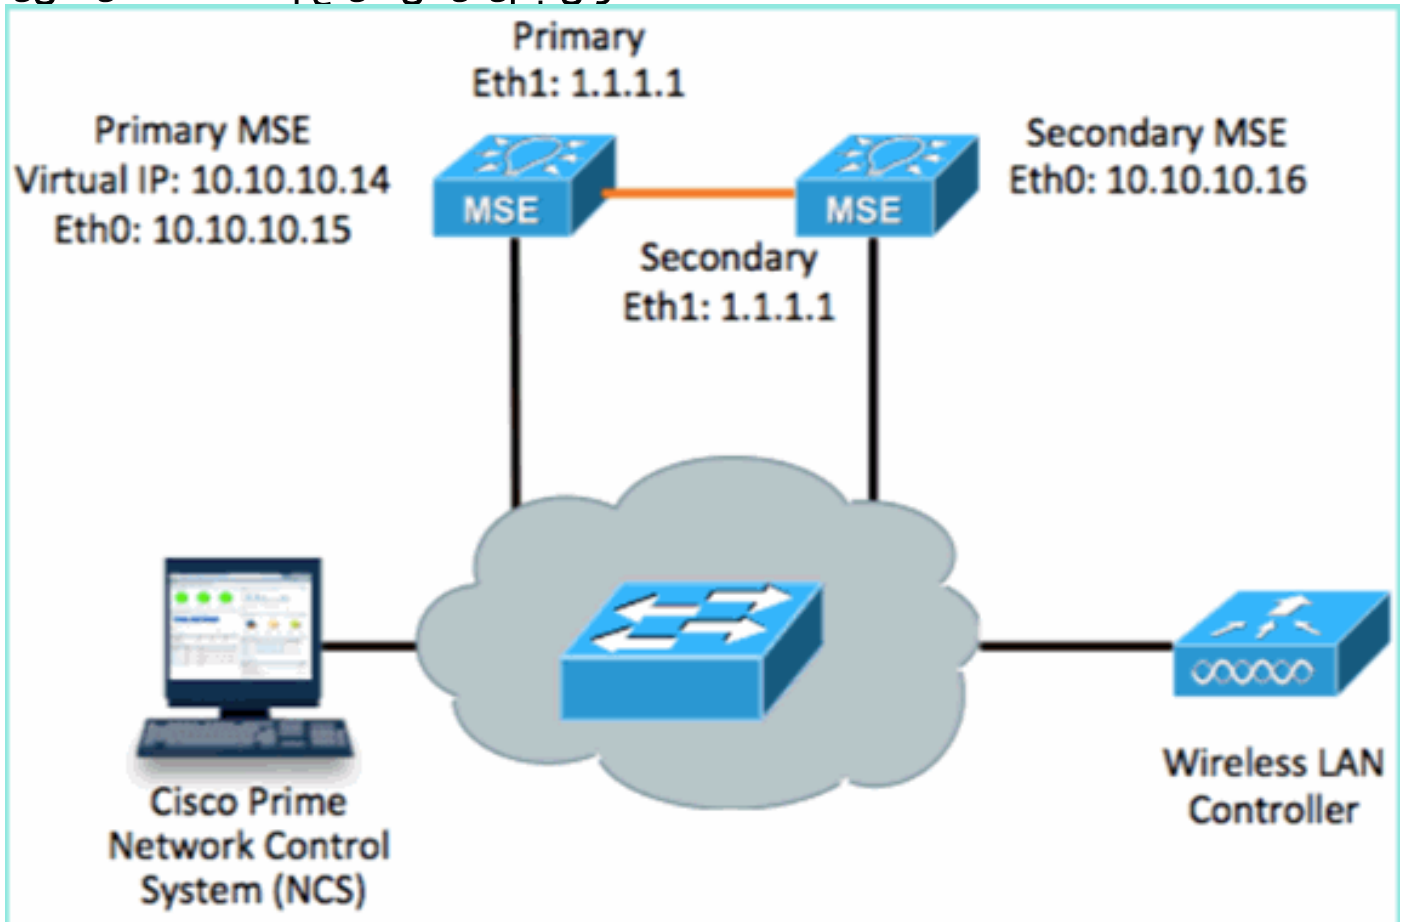 Primary
Eth1: 1.1.1.1
Primary MSE
Virtual IP: 10.10.10.14
Eth0: 10.10.10.15
MSE
MSE
Secondary MSE
Eth0: 10.10.10.16
Secondary
Eth1: 1.1.1.1
Cisco Prime
Network Control
System (NCS)
Wireless LAN
Controller